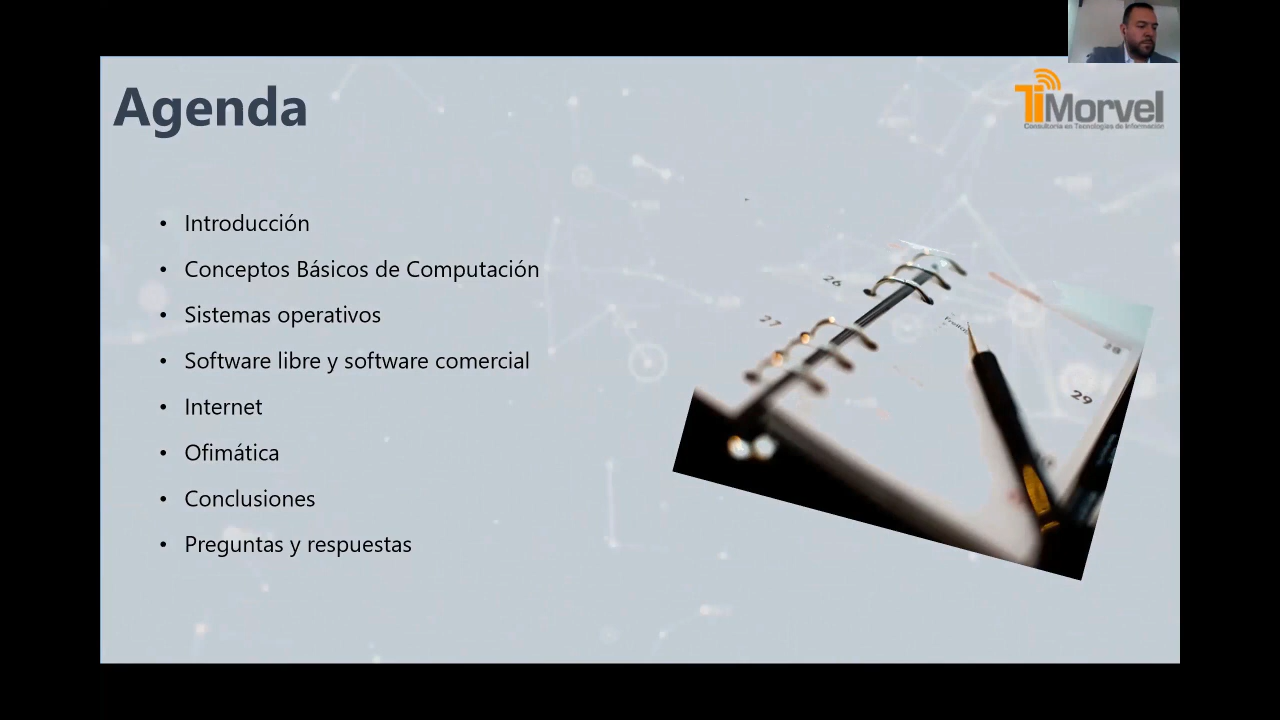 Agenda
TiMorvel
Consultoría en Tecnologías de Información
• Introducción
• Conceptos Básicos de Computación
• Sistemas operativos
• Software libre y software comercial
• Internet
• Ofimática
• Conclusiones
• Preguntas y respuestas
26
27
28
29